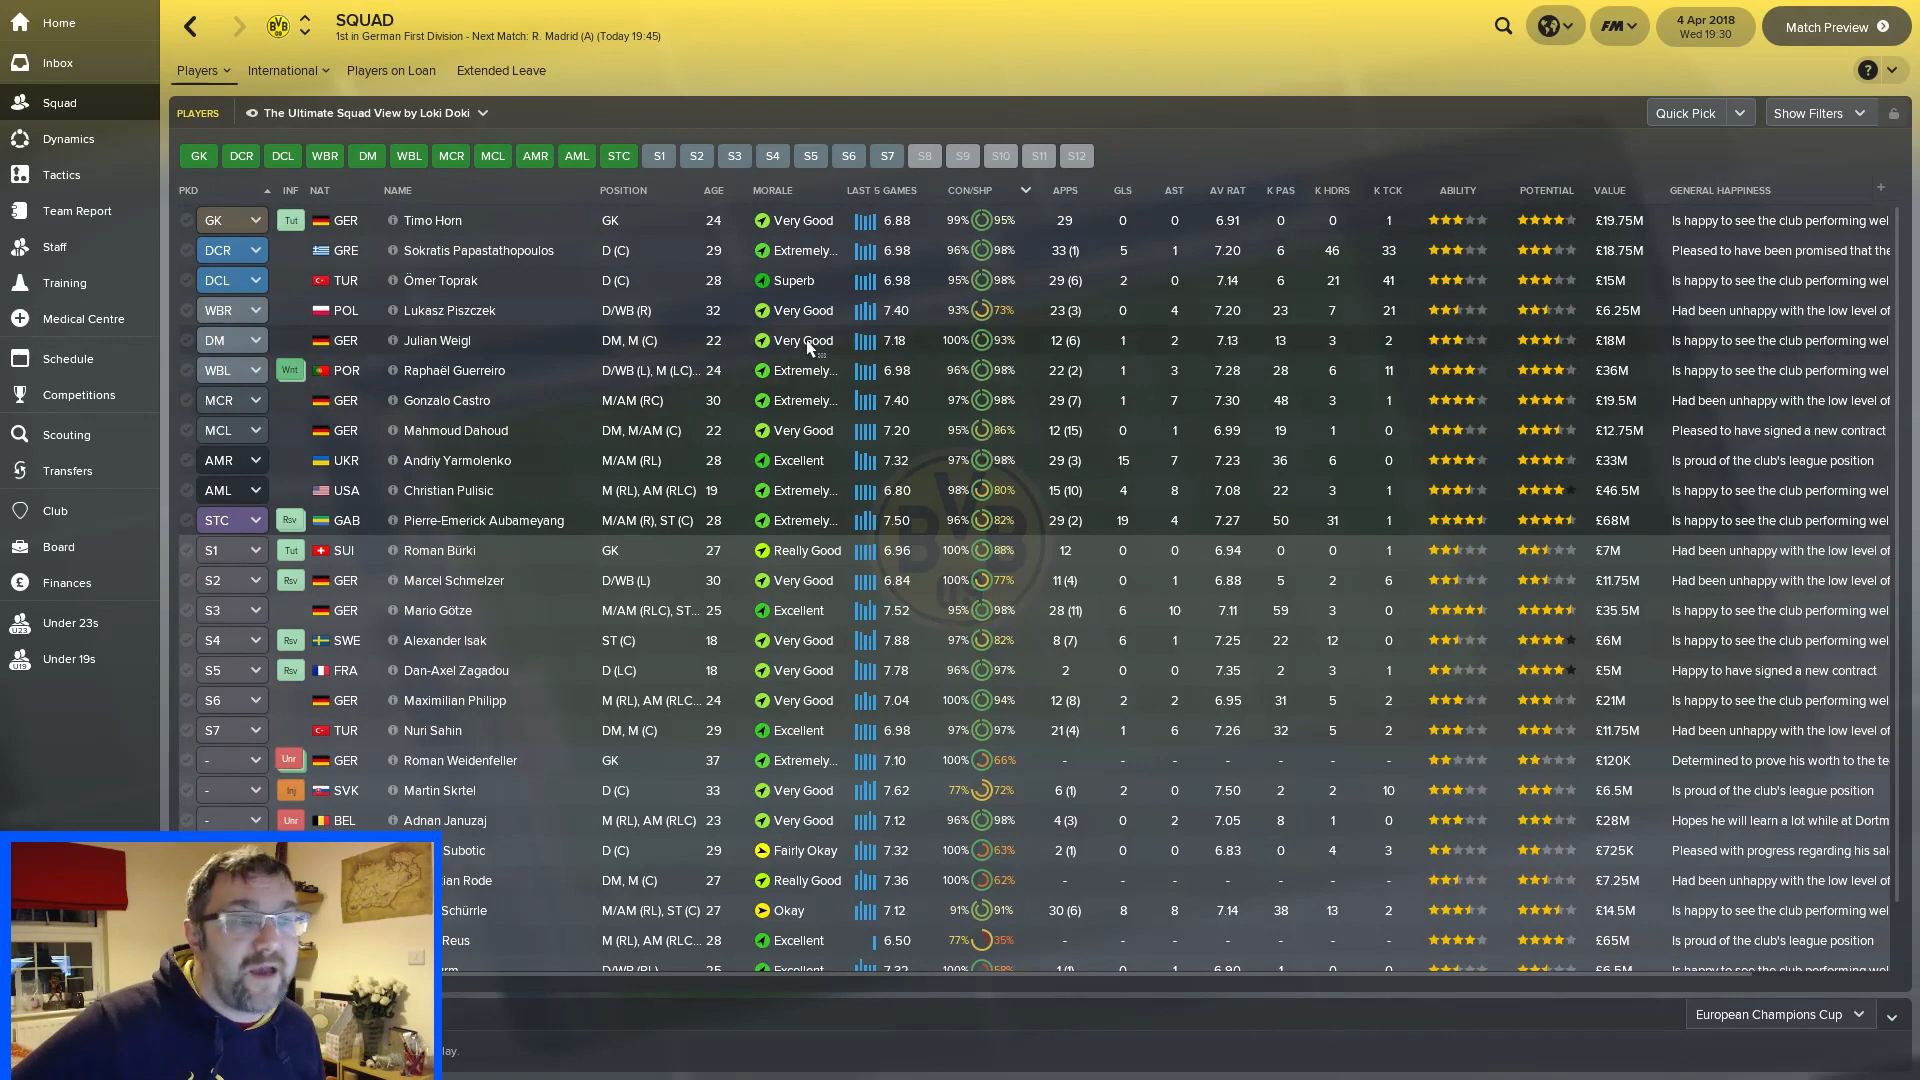 Home
Inbox
Squad
Dynamics
Tactics
Team Report
Staff
Training
Medical Centre
Schedule
Competitions
Scouting
Transfers
Club
Board
Finances
Under 23s
Under 19s
SQUAD
1st in German First Division - Next Match: R. Madrid (A) (Today 19:45)
FM
4 Apr 2018
Wed 19:30
Match Preview
Players International Players on Loan Extended Leave
PLAYERS The Ultimate Squad View by Loki Doki Quick Pick Show Filters
GK DCR DCL WBR DM WBL MCR MCL AMR AML STC S1 S2 S3 S4 S5 S6 S7 S8 S9 S10 S11 S12
PKD INF NAT NAME POSITION AGE MORALE LAST 5 GAMES CON/SHP APPS GLS AST AV RAT K PAS K HDRS K TCK ABILITY POTENTIAL VALUE GENERAL HAPPINESS
GK Tut GER Timo Horn GK 24 Very Good 6.88 99% 95% 29 0 0 6.91 0 0 1 £19.75M Is happy to see the club performing wel
DCR GRE Sokratis Papastathopoulos D (C) 29 Extremely... 6.98 96% 98% 33 (1) 5 1 7.20 6 46 33 £18.75M Pleased to have been promised that the
DCL TUR Ömer Toprak D (C) 28 Superb 6.98 95% 98% 29 (6) 2 0 7.14 6 21 41 £15M Is happy to see the club performing wel
WBR POL Lukasz Piszczek D/WB (R) 32 Very Good 7.40 93% 73% 23 (3) 0 4 7.20 23 7 21 £6.25M Had been unhappy with the low level of
DM GER Julian Weigl DM, M (C) 22 Very Good 7.18 100% 93% 12 (6) 1 2 7.13 13 3 2 £18M Is happy to see the club performing wel
WBL Wnt POR Raphaël Guerreiro D/WB (L), M (LC)... 24 Extremely... 6.98 96% 98% 22 (2) 1 3 7.28 28 6 11 £36M Is happy to see the club performing wel
MCR GER Gonzalo Castro M/AM (RC) 30 Extremely... 7.40 97% 98% 29 (7) 1 7 7.30 48 3 1 £19.5M Had been unhappy with the low level of
MCL GER Mahmoud Dahoud DM, M/AM (C) 22 Very Good 7.20 95% 86% 12 (15) 0 1 6.99 19 1 0 £12.75M Pleased to have signed a new contract
AMR UKR Andriy Yarmolenko M/AM (RL) 28 Excellent 7.32 97% 98% 29 (3) 15 7 7.23 36 6 0 £33M Is proud of the club's league position
AML USA Christian Pulisic M (RL), AM (RLC) 19 Extremely... 6.80 98% 80% 15 (10) 4 8 7.08 22 3 1 £46.5M Is happy to see the club performing wel
STC Rsv GAB Pierre-Emerick Aubameyang M/AM (R), ST (C) 28 Extremely... 7.50 96% 82% 29 (2) 19 4 7.27 50 31 1 £68M Is happy to see the club performing wel
S1 Tut SUI Roman Bürki GK 27 Really Good 6.96 100% 88% 12 0 0 6.94 0 0 1 £7M Had been unhappy with the low level of
S2 Rsv GER Marcel Schmelzer D/WB (L) 30 Very Good 6.84 100% 77% 11 (4) 0 1 6.88 5 2 6 £11.75M Had been unhappy with the low level of
S3 GER Mario Götze M/AM (RLC), ST... 25 Excellent 7.52 95% 98% 28 (11) 6 10 7.11 59 3 0 £35.5M Is happy to see the club performing wel
S4 Rsv SWE Alexander Isak ST (C) 18 Very Good 7.88 97% 82% 8 (7) 6 1 7.25 22 12 0 £6M Is happy to see the club performing wel
S5 Rsv FRA Dan-Axel Zagadou D (LC) 18 Very Good 7.78 96% 97% 2 0 0 7.35 2 3 1 £5M Happy to have signed a new contract
S6 GER Maximilian Philipp M (RL), AM (RLC... 24 Very Good 7.04 100% 94% 12 (8) 2 2 6.95 31 5 2 £21M Is happy to see the club performing wel
S7 TUR Nuri Sahin DM, M (C) 29 Excellent 6.98 97% 97% 21 (4) 1 6 7.26 32 5 2 £11.75M Had been unhappy with the low level of
- Unr GER Roman Weidenfeller GK 37 Extremely... 7.10 100% 66% - - - - - - - £120K Determined to prove his worth to the te
- Inj SVK Martin Skrtel D (C) 33 Very Good 7.62 77% 72% 6 (1) 2 0 7.50 2 2 10 £6.5M Is proud of the club's league position
- Unr BEL Adnan Januzaj M (RL), AM (RLC) 23 Very Good 7.12 96% 98% 4 (3) 0 2 7.05 8 1 0 £28M Hopes he will learn a lot while at Dortm
Subotic D (C) 29 Fairly Okay 7.32 100% 63% 2 (1) 0 0 6.83 0 4 3 £725K Pleased with progress regarding his sal
ian Rode DM, M (C) 27 Really Good 7.36 100% 62% - - - - - - - £7.25M Had been unhappy with the low level of
Schürrle M/AM (RL), ST (C) 27 Okay 7.12 91% 91% 30 (6) 8 8 7.14 38 13 2 £14.5M Is happy to see the club performing wel
Reus M (RL), AM (RLC... 28 Excellent 6.50 77% 35% - - - - - - - £65M Is proud of the club's league position
D/WB (RL) 25 Excellent 7.32 100% 58% 1 (1) 0 1 6.90 1 0 0 £6.5M Is happy to see the club performing wel
European Champions Cup
lay.